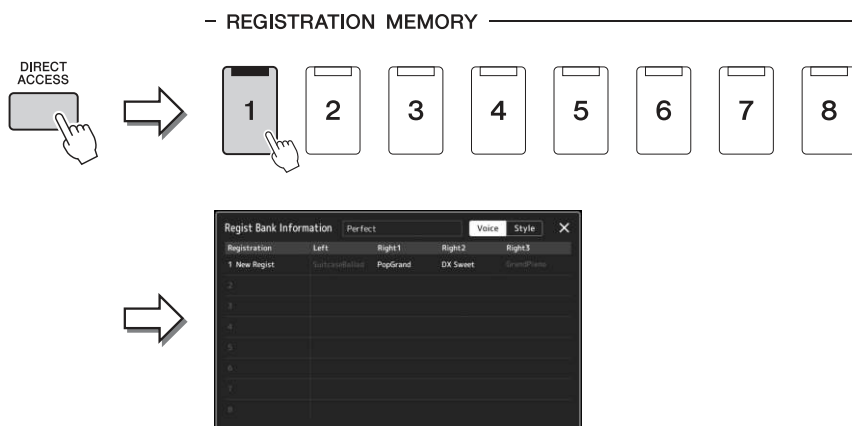 REGISTRATION MEMORY
DIRECT
ACCESS
1 2 3 4 5 6 7 8
Regist Bank Information Perfect Voice Style X
Registration Left Right1 Right2 Right3
1 New Regist SuitcaseBallad PopGrand DX Sweet GrandPiano
2
3
4
5
6
7
8